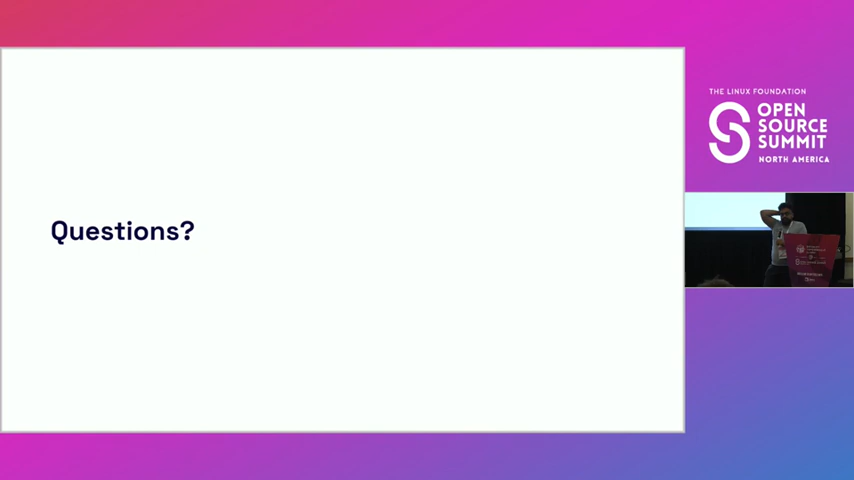 Questions?
THE LINUX FOUNDATION
OPEN
SOURCE
SUMMIT
NORTH AMERICA